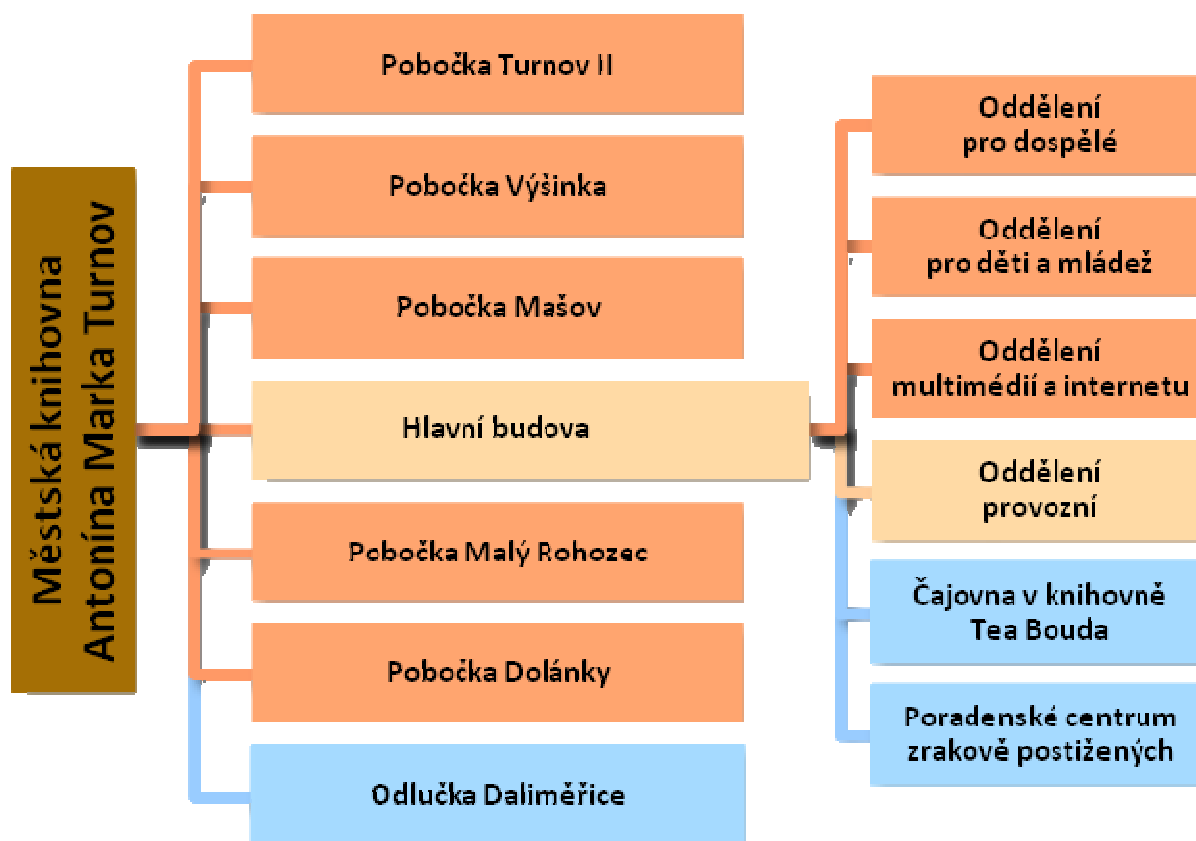 Městská knihovna
Antonína Marka Turnov
Pobočka Turnov II
Pobočka Výšinka
Pobočka Mašov
Hlavní budova
Pobočka Malý Rohozec
Pobočka Dolánky
Odlučka Daliměřice
Oddělení
pro dospělé
Oddělení
pro děti a mládež
Oddělení
multimédií a internetu
Oddělení
provozní
Čajovna v knihovně
Tea Bouda
Poradenské centrum
zrakově postižených